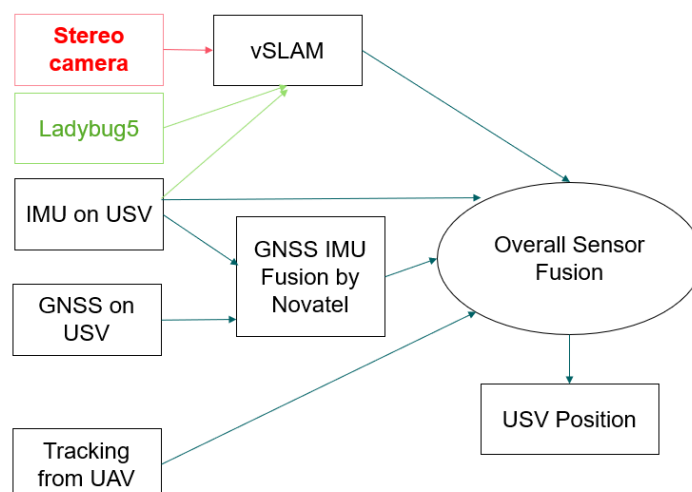 Stereo
camera
vSLAM
Ladybug5
IMU on USV
GNSS IMU
Fusion by
Novatel
Overall Sensor
Fusion
GNSS on
USV
USV Position
Tracking
from UAV